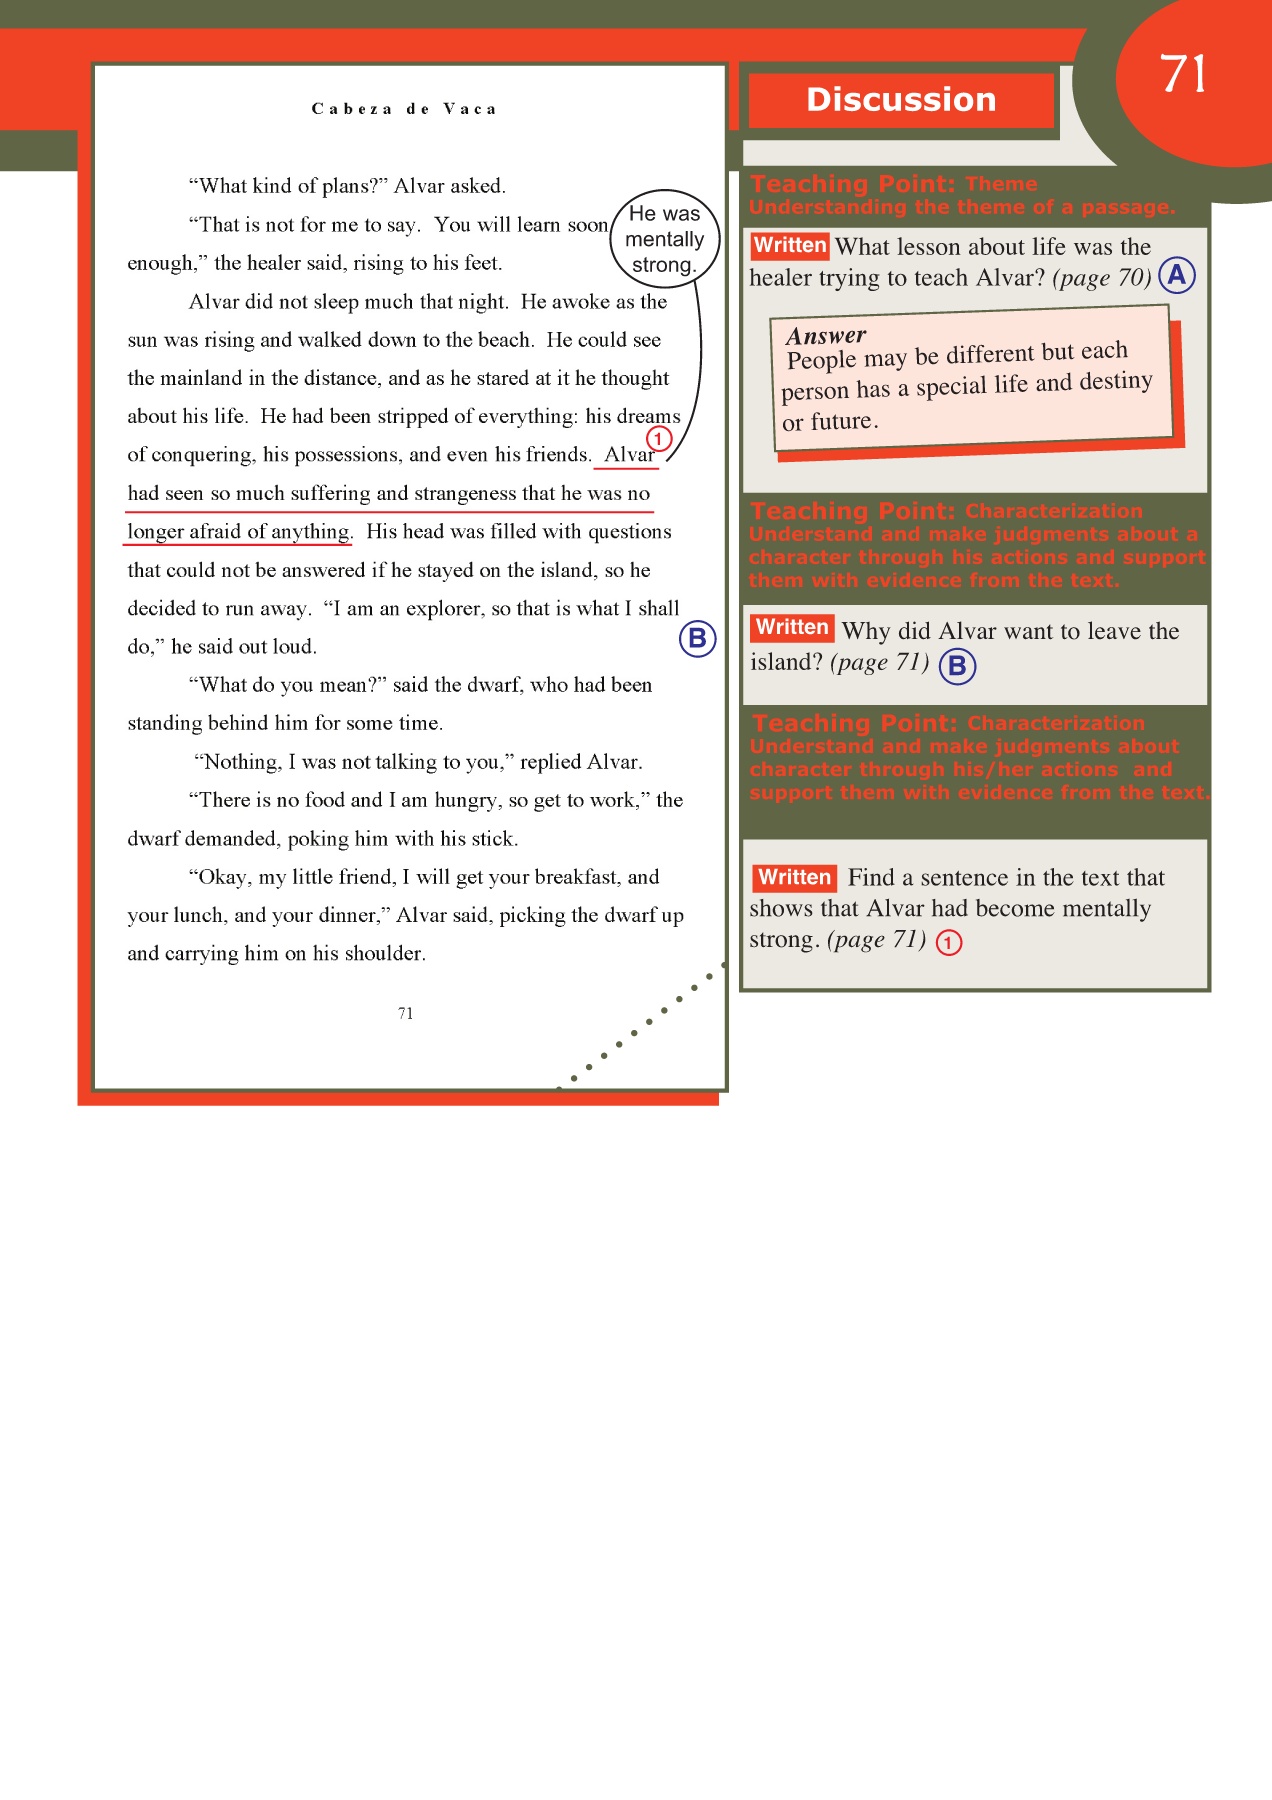 71
Cabeza de Vaca
“What kind of plans?” Alvar asked.
“That is not for me to say.  You will learn soon
enough,” the healer said, rising to his feet.
Alvar did not sleep much that night.  He awoke as the
sun was rising and walked down to the beach.  He could see
the mainland in the distance, and as he stared at it he thought
about his life.  He had been stripped of everything: his dreams
of conquering, his possessions, and even his friends.  Alvar
had seen so much suffering and strangeness that he was no
longer afraid of anything.  His head was filled with questions
that could not be answered if he stayed on the island, so he
decided to run away.  “I am an explorer, so that is what I shall
do,” he said out loud.
“What do you mean?” said the dwarf, who had been
standing behind him for some time.
“Nothing, I was not talking to you,” replied Alvar.
“There is no food and I am hungry, so get to work,” the
dwarf demanded, poking him with his stick.
“Okay, my little friend, I will get your breakfast, and
your lunch, and your dinner,” Alvar said, picking the dwarf up
and carrying him on his shoulder.
71
He was
mentally
strong.
1
B
Discussion
Teaching Point: Theme
Understanding the theme of a passage.
Written What lesson about life was the
healer trying to teach Alvar? (page 70) A
Answer
People may be different but each
person has a special life and destiny
or future.
Teaching Point: Characterization
Understand and make judgments about a
character through his actions and support
them with evidence from the text.
Written Why did Alvar want to leave the
island? (page 71) B
Teaching Point: Characterization
Understand and make judgments about
character through his/her actions  and
support them with evidence from the text.
Written Find a sentence in the text that
shows that Alvar had become mentally
strong. (page 71) 1